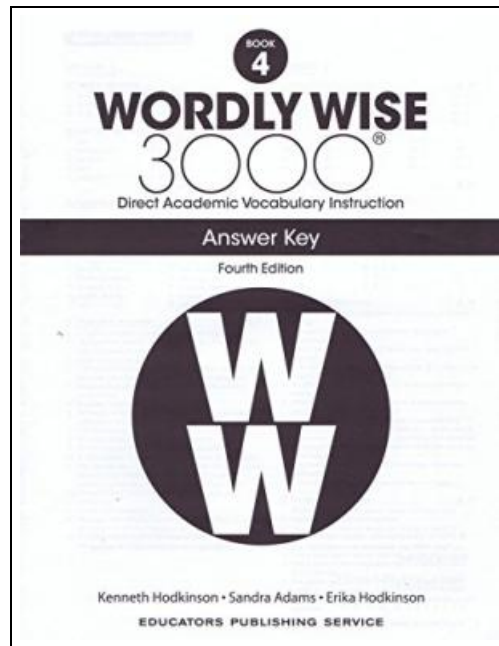 BOOK
4
WORDLY WISE
3000®
Direct Academic Vocabulary Instruction
Answer Key
Fourth Edition
W
W
Kenneth Hodkinson • Sandra Adams • Erika Hodkinson
EDUCATORS PUBLISHING SERVICE